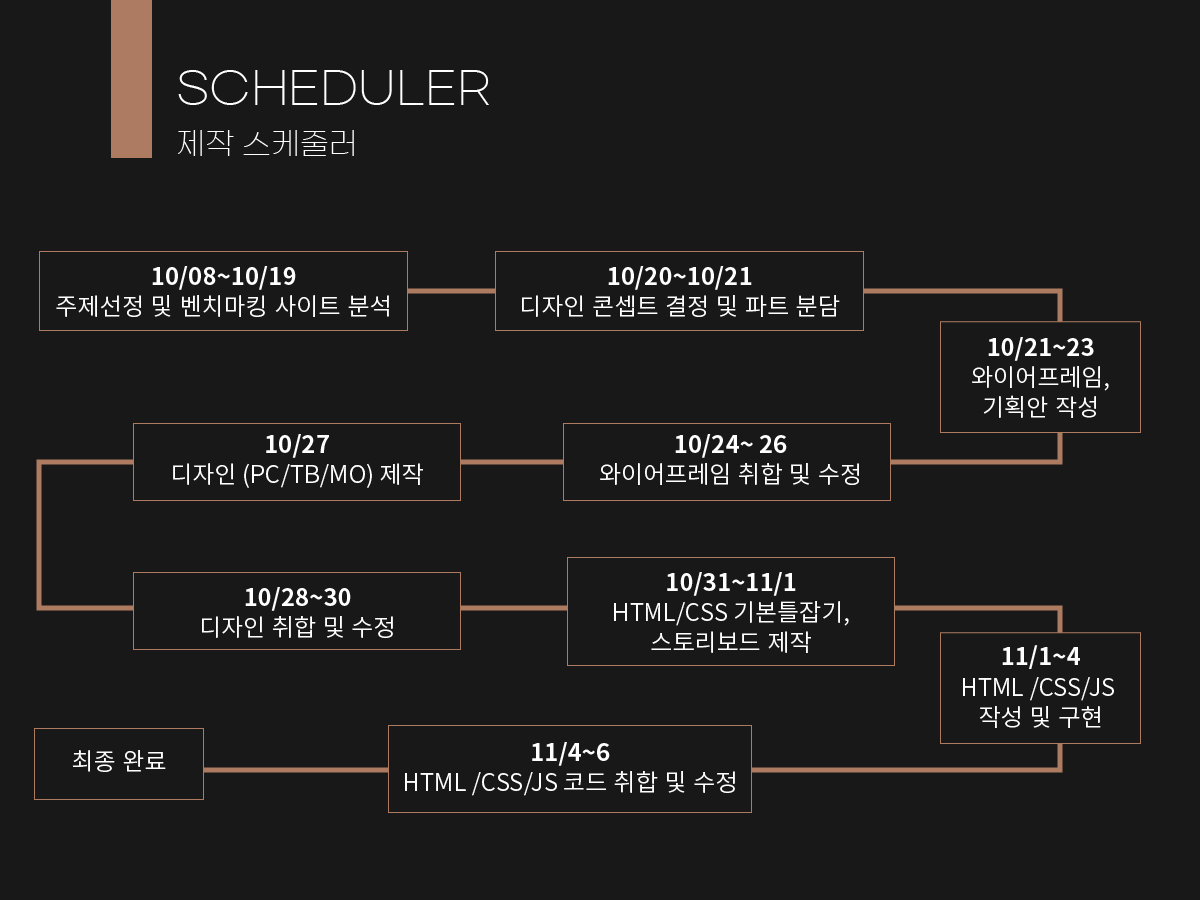 SCHEDULER
제작 스케줄러
10/08~10/19
주제선정 및 벤치마킹 사이트 분석
10/20~10/21
디자인 콘셉트 결정 및 파트 분담
10/21~23
와이어프레임,
기획안 작성
10/24~ 26
와이어프레임 취합 및 수정
10/27
디자인 (PC/TB/MO) 제작
10/28~30
디자인 취합 및 수정
10/31~11/1
HTML/CSS 기본틀잡기,
스토리보드 제작
11/1~4
HTML /CSS/JS
작성 및 구현
11/4~6
HTML /CSS/JS 코드 취합 및 수정
최종 완료